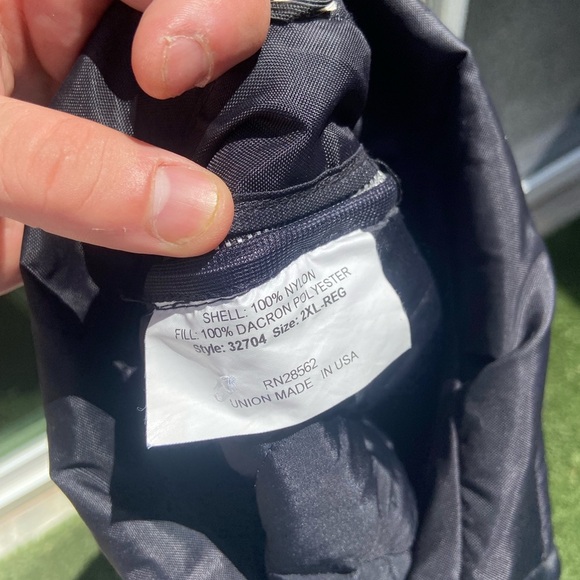 SHELL: 100% NYLON
FILL: 100% DACRON POLYESTER
Style: 32704 Size: 2XL-REG
RN28562
UNION MADE IN USA